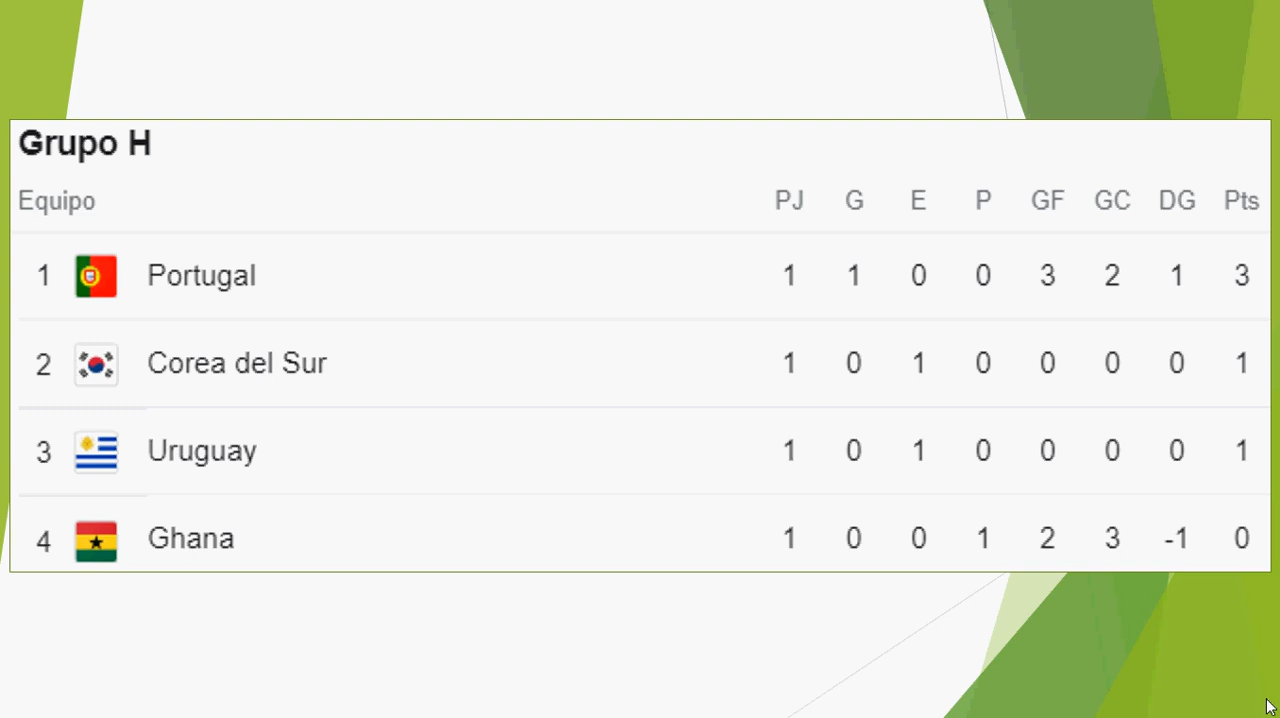 Grupo H
Equipo PJ G E P GF GC DG Pts
1 Portugal 1 1 0 0 3 2 1 3
2 Corea del Sur 1 0 1 0 0 0 0 1
3 Uruguay 1 0 1 0 0 0 0 1
4 Ghana 1 0 0 1 2 3 -1 0